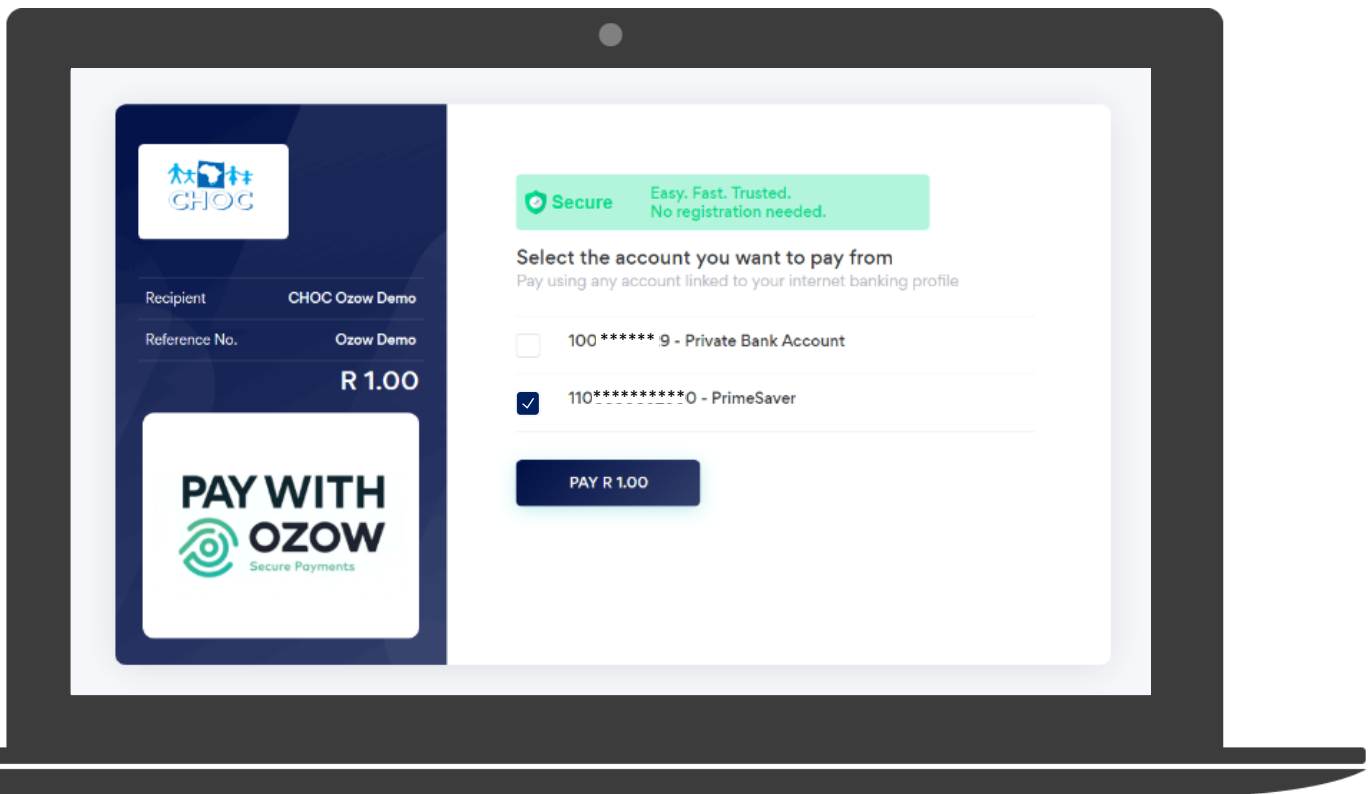 CHOC
Recipient CHOC Ozow Demo
Reference No. Ozow Demo
R 1.00
PAY WITH
OZOW
Secure Payments
Secure
Easy. Fast. Trusted.
No registration needed.
Select the account you want to pay from
Pay using any account linked to your internet banking profile
100 ****** 9 - Private Bank Account
110**********0 - PrimeSaver
PAY R 1.00